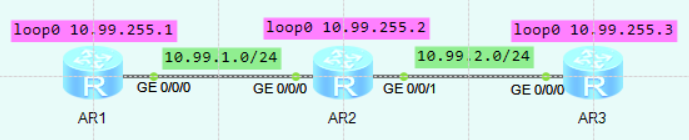 loop0 10.99.255.1
loop0 10.99.255.2
loop0 10.99.255.3
10.99.1.0/24
10.99.2.0/24
R
R
R
GE 0/0/0
GE 0/0/0
GE 0/0/1
GE 0/0/0
AR1
AR2
AR3